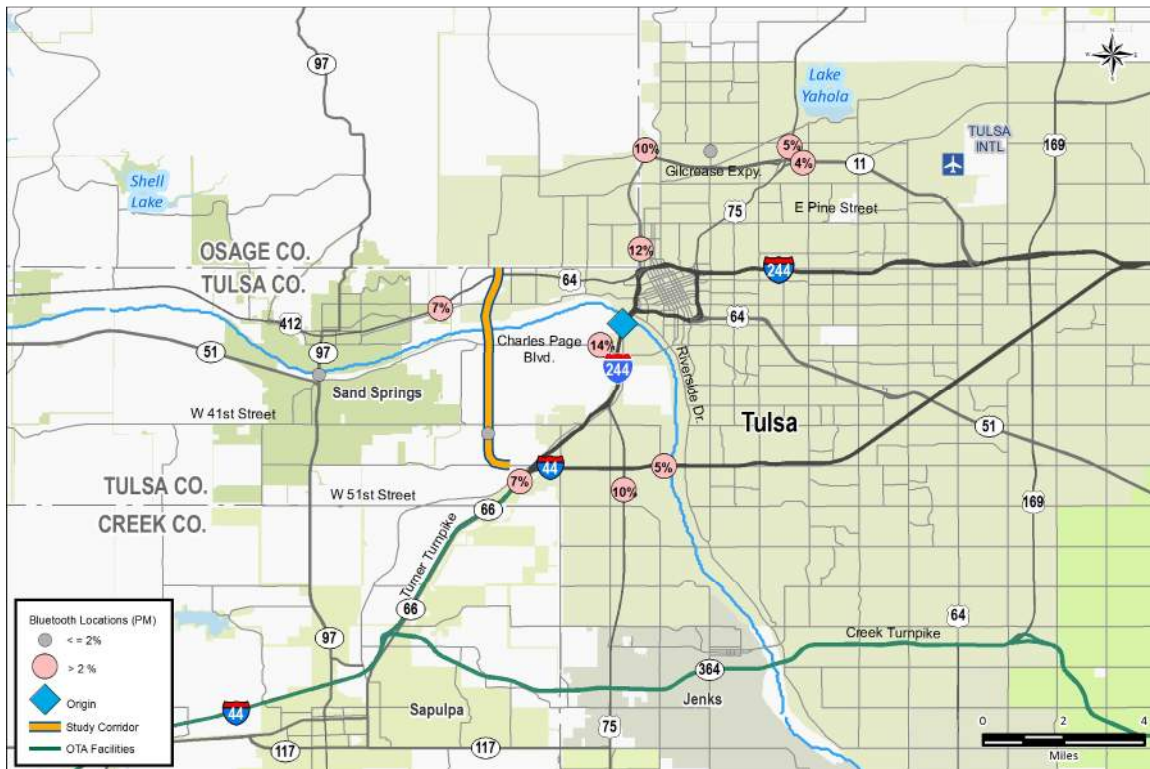 97
Lake
Yahola
TULSA
INTL
169
10%
5%
4%
11
Gilcrease Expy.
Shell
Lake
75
E Pine Street
12%
OSAGE CO.
TULSA CO.
64
244
7%
412
51
97
Charles Page
Blvd.
14%
244
64
Riverside Dr.
Sand Springs
W 41st Street
Tulsa
51
TULSA CO.
CREEK CO.
W 51st Street
7%
44
5%
10%
66
169
Turner Turnpike
66
64
Creek Turnpike
97
364
Jenks
44
Sapulpa
75
117
117
Bluetooth Locations (PM)
< = 2%
> 2 %
Origin
Study Corridor
OTA Facilities
0 2 4
Miles